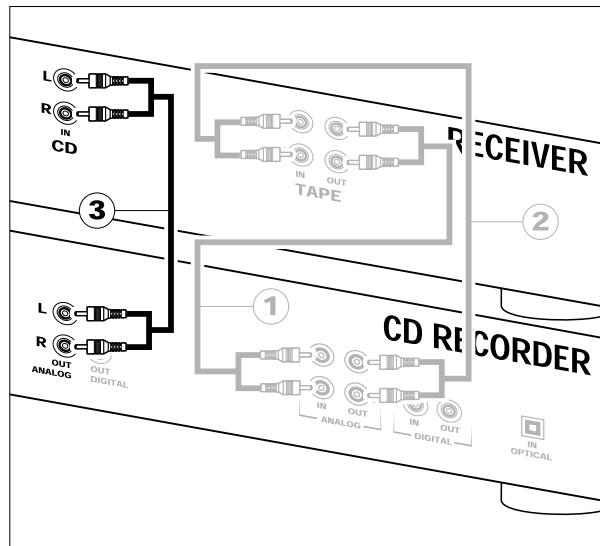 L
R
IN
CD
IN
OUT
TAPE
RECEIVER
3
2
1
L
R
OUT
ANALOG
OUT
DIGITAL
CD RECORDER
IN
OUT
ANALOG
IN
OUT
DIGITAL
IN
OPTICAL